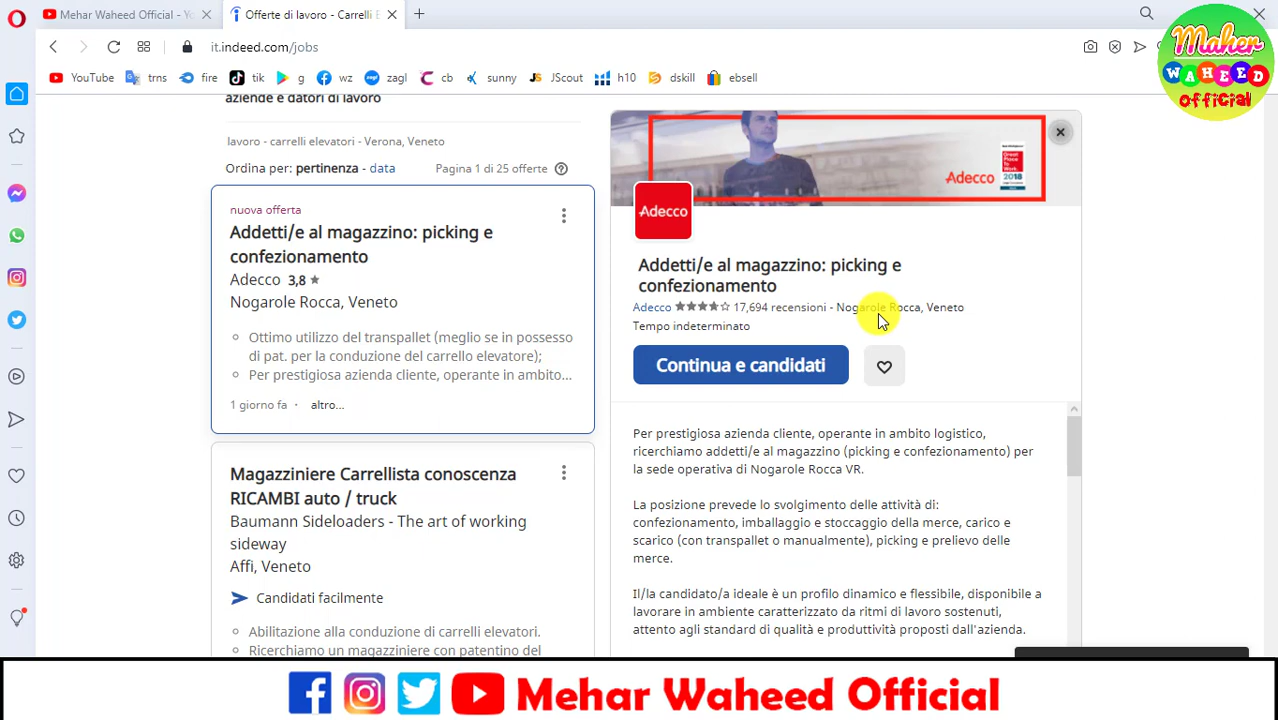 Mehar Waheed Official - Yo
Offerte di lavoro - Carrelli E
it.indeed.com/jobs
YouTube trns fire tik g wz zagl cb sunny JScout h10 dskill ebsell
Maher
WAHEED
official
aziende e datori di lavoro
lavoro - carrelli elevatori - Verona, Veneto
Ordina per: pertinenza - data Pagina 1 di 25 offerte
nuova offerta
Addetti/e al magazzino: picking e
confezionamento
Adecco 3,8
Nogarole Rocca, Veneto
Ottimo utilizzo del transpallet (meglio se in possesso
di pat. per la conduzione del carrello elevatore);
Per prestigiosa azienda cliente, operante in ambito...
1 giorno fa · altro...
Magazziniere Carrellista conoscenza
RICAMBI auto / truck
Baumann Sideloaders - The art of working
sideway
Affi, Veneto
Candidati facilmente
Abilitazione alla conduzione di carrelli elevatori.
Ricerchiamo un magazziniere con patentino del
Adecco
2018
Adecco
Addetti/e al magazzino: picking e
confezionamento
Adecco 17,694 recensioni - Nogarole Rocca, Veneto
Tempo indeterminato
Continua e candidati
Per prestigiosa azienda cliente, operante in ambito logistico,
ricerchiamo addetti/e al magazzino (picking e confezionamento) per
la sede operativa di Nogarole Rocca VR.
La posizione prevede lo svolgimento delle attività di:
confezionamento, imballaggio e stoccaggio della merce, carico e
scarico (con transpallet o manualmente), picking e prelievo delle
merce.
Il/la candidato/a ideale è un profilo dinamico e flessibile, disponibile a
lavorare in ambiente caratterizzato da ritmi di lavoro sostenuti,
attento agli standard di qualità e produttività proposti dall'azienda.
Mehar Waheed Official